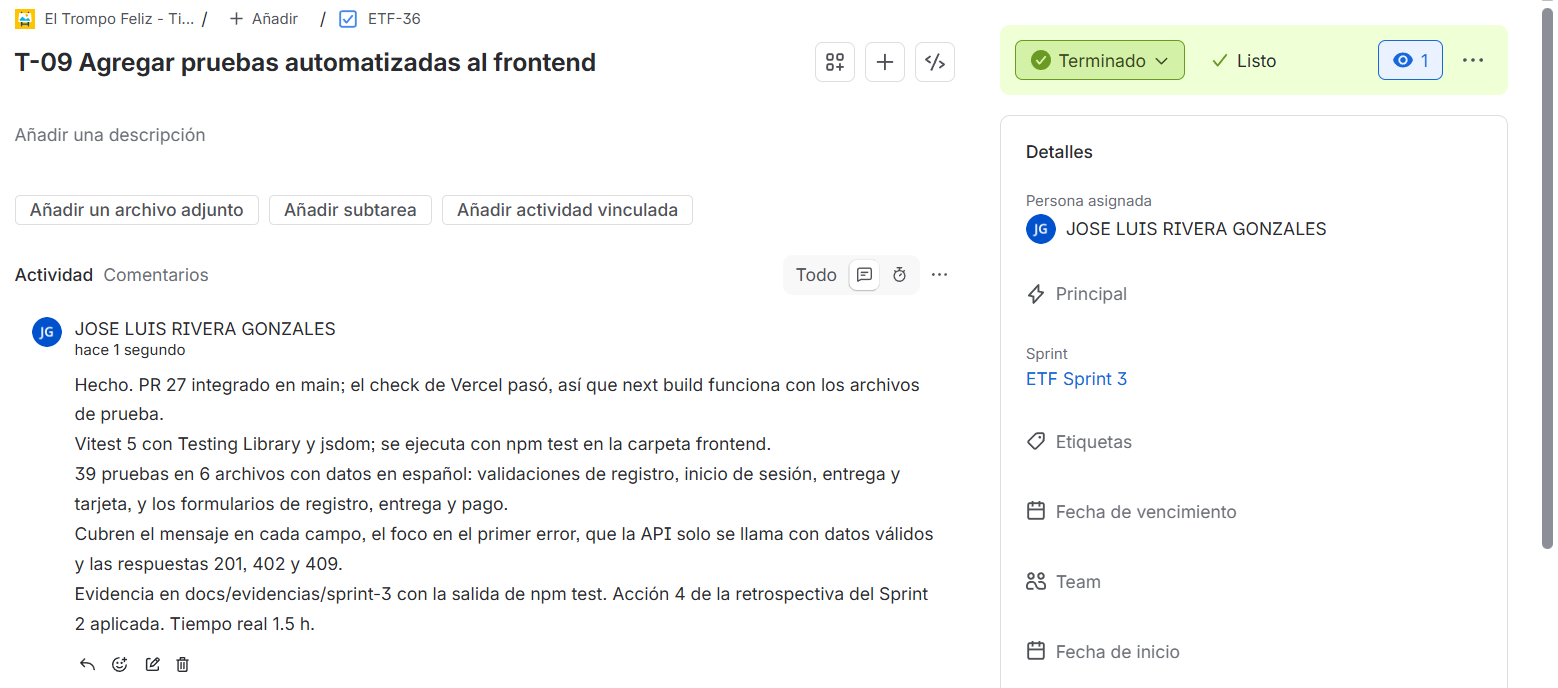 El Trompo Feliz - Ti... / + Añadir / ETF-36
T-09 Agregar pruebas automatizadas al frontend
Terminado
Listo
1
Añadir una descripción
Añadir un archivo adjunto
Añadir subtarea
Añadir actividad vinculada
Actividad Comentarios
Todo
JG
JOSE LUIS RIVERA GONZALES
hace 1 segundo
Hecho. PR 27 integrado en main; el check de Vercel pasó, así que next build funciona con los archivos
de prueba.
Vitest 5 con Testing Library y jsdom; se ejecuta con npm test en la carpeta frontend.
39 pruebas en 6 archivos con datos en español: validaciones de registro, inicio de sesión, entrega y
tarjeta, y los formularios de registro, entrega y pago.
Cubren el mensaje en cada campo, el foco en el primer error, que la API solo se llama con datos válidos
y las respuestas 201, 402 y 409.
Evidencia en docs/evidencias/sprint-3 con la salida de npm test. Acción 4 de la retrospectiva del Sprint
2 aplicada. Tiempo real 1.5 h.
Detalles
Persona asignada
JG
JOSE LUIS RIVERA GONZALES
Principal
Sprint
ETF Sprint 3
Etiquetas
Fecha de vencimiento
Team
Fecha de inicio